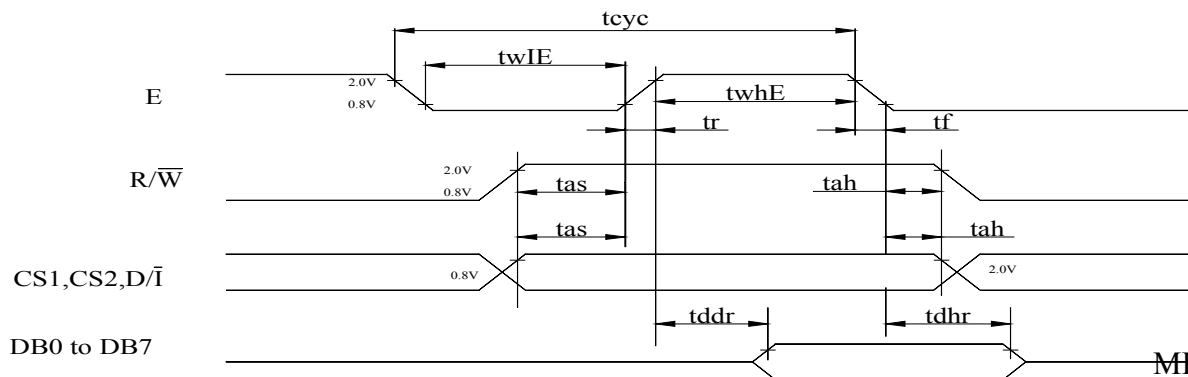 tcyc
twIE
E
2.0V
0.8V
twhE
tr
tf
R/W̅
2.0V
0.8V
tas
tah
tas
tah
CS1,CS2,D/I̅
0.8V
2.0V
tddr
tdhr
DB0 to DB7